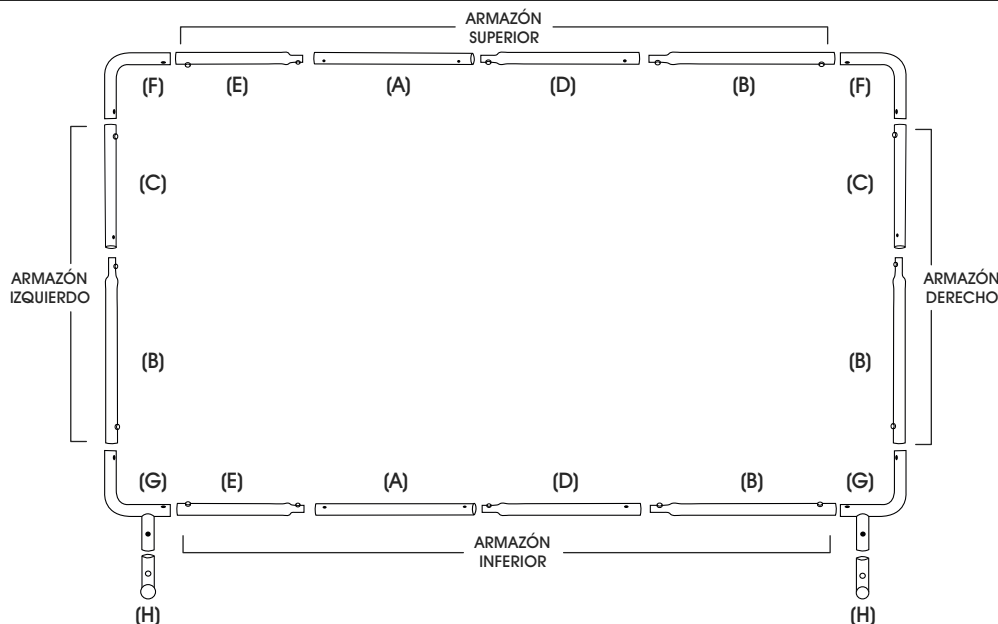 ARMAZÓN
SUPERIOR
(F) (E) (A) (D) (B) (F)
(C) (C)
ARMAZÓN
IZQUIERDO
ARMAZÓN
DERECHO
(B) (B)
(G) (E) (A) (D) (B) (G)
ARMAZÓN
INFERIOR
(H) (H)